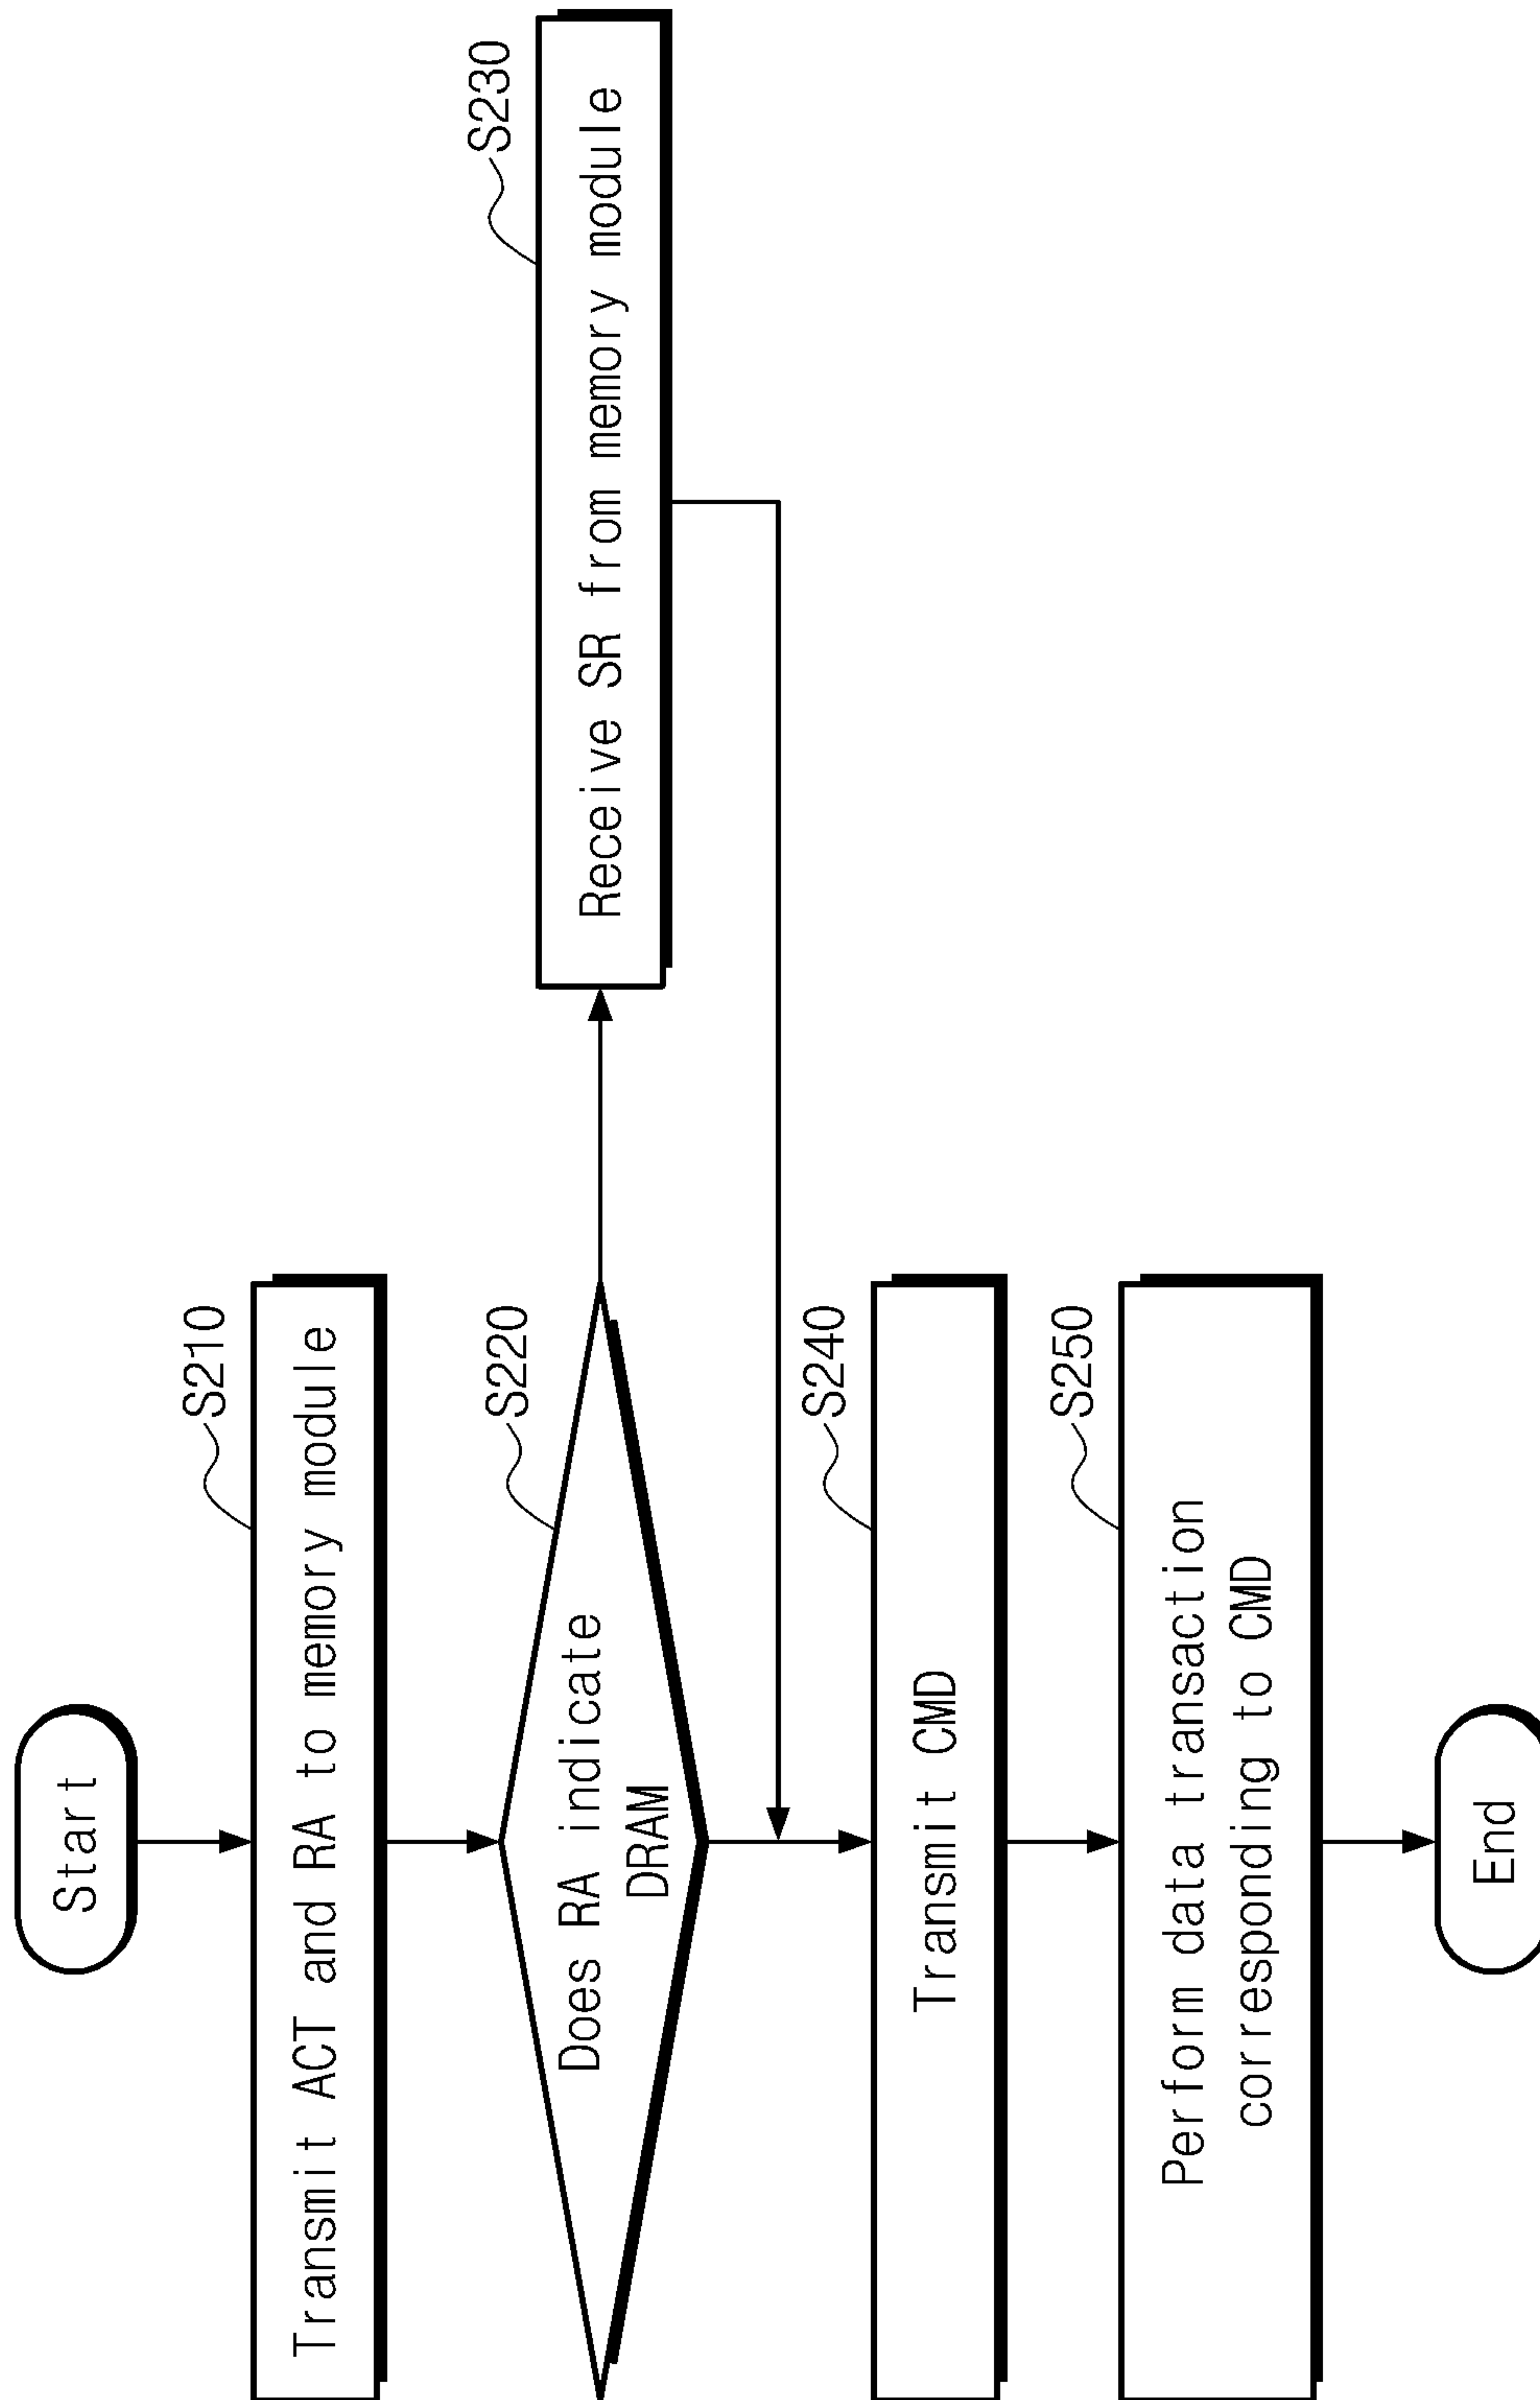 Start
S210
Transmit ACT and RA to memory module
S220
Does RA indicate
DRAM
S230
Receive SR from memory module
S240
Transmit CMD
S250
Perform data transaction
corresponding to CMD
End